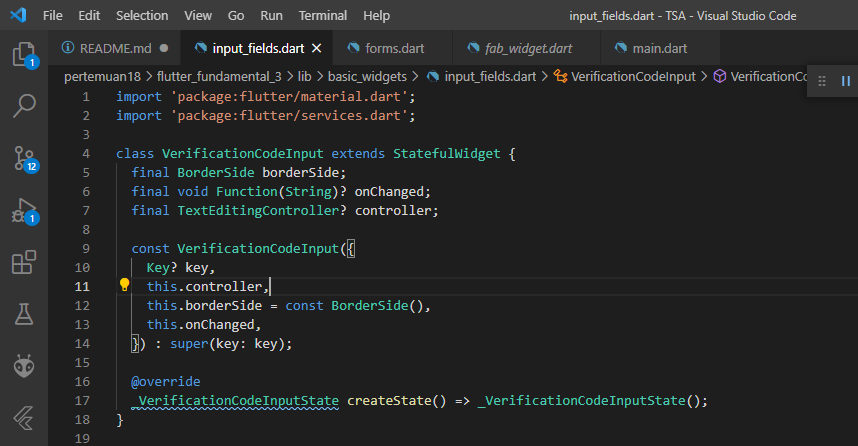 File Edit Selection View Go Run Terminal Help input_fields.dart - TSA - Visual Studio Code
README.md input_fields.dart forms.dart fab_widget.dart main.dart
pertemuan18 > flutter_fundamental_3 > lib > basic_widgets > input_fields.dart > VerificationCodeInput > VerificationCo
1 import 'package:flutter/material.dart';
2 import 'package:flutter/services.dart';
3
4 class VerificationCodeInput extends StatefulWidget {
5 final BorderSide borderSide;
6 final void Function(String)? onChanged;
7 final TextEditingController? controller;
8
9 const VerificationCodeInput({
10 Key? key,
11 this.controller,
12 this.borderSide = const BorderSide(),
13 this.onChanged,
14 }) : super(key: key);
15
16 @override
17 _VerificationCodeInputState createState() => _VerificationCodeInputState();
18 }
19
1
12
1